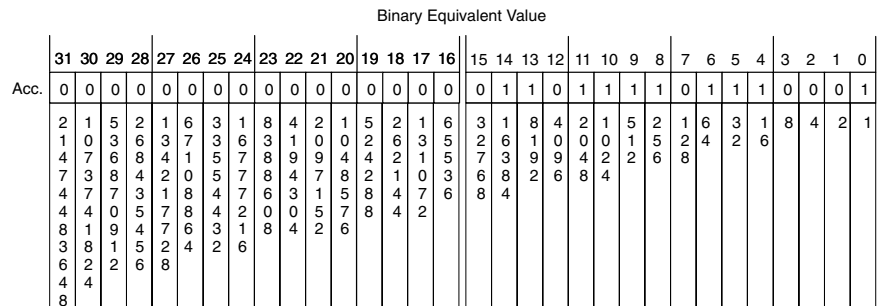 Binary Equivalent Value
31 30 29 28 27 26 25 24 23 22 21 20 19 18 17 16 15 14 13 12 11 10 9 8 7 6 5 4 3 2 1 0
Acc. 0 0 0 0 0 0 0 0 0 0 0 0 0 0 0 0 0 1 1 0 1 1 1 1 0 1 1 1 0 0 0 1
21474483648 1073741824 536870912 268435456 134217728 67108864 33554432 16777216 8388608 4194304 2097152 1048576 524288 262144 131072 65536 32768 16384 8192 4096 2048 1024 512 256 128 64 32 16 8 4 2 1